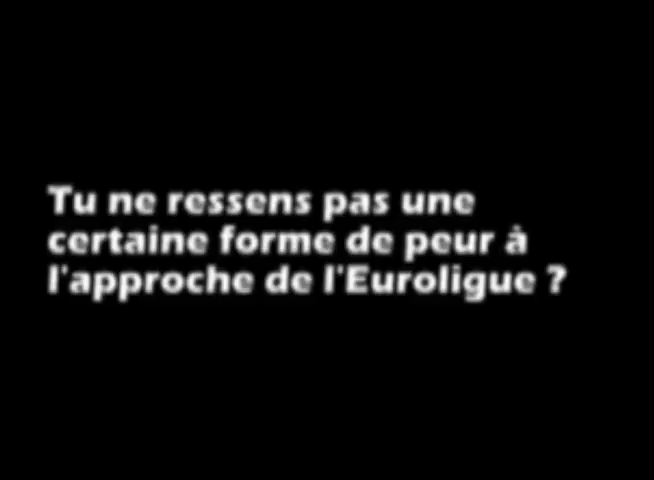 Tu ne ressens pas une
certaine forme de peur à
l'approche de l'Euroligue ?